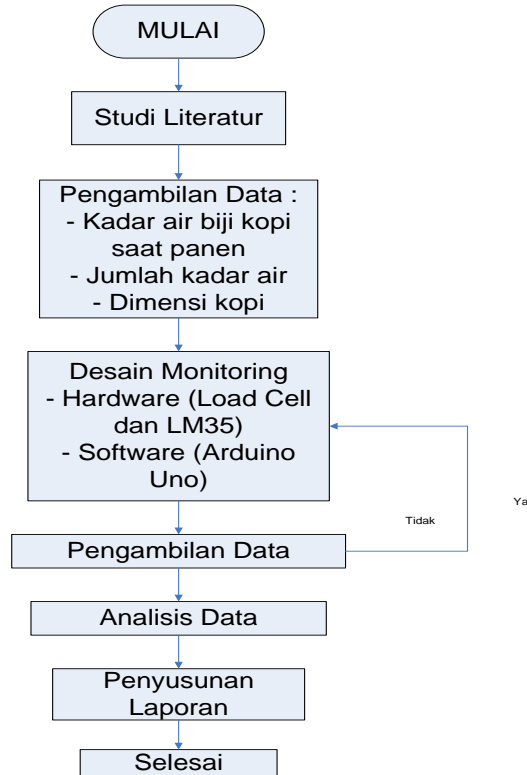 MULAI
Studi Literatur
Pengambilan Data :
- Kadar air biji kopi
saat panen
- Jumlah kadar air
- Dimensi kopi
Desain Monitoring
- Hardware (Load Cell
dan LM35)
- Software (Arduino
Uno)
Ya
Tidak
Pengambilan Data
Analisis Data
Penyusunan
Laporan
Selesai